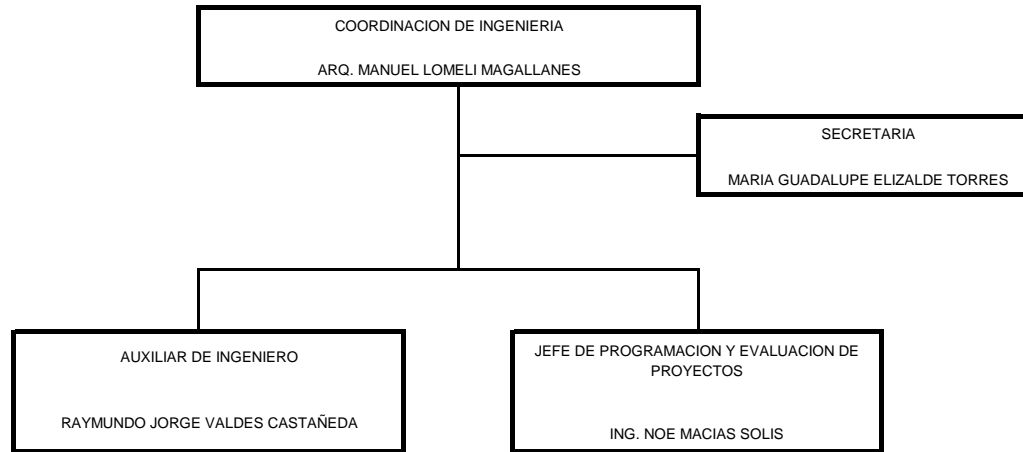 COORDINACION DE INGENIERIA
ARQ. MANUEL LOMELI MAGALLANES
SECRETARIA
MARIA GUADALUPE ELIZALDE TORRES
AUXILIAR DE INGENIERO
RAYMUNDO JORGE VALDES CASTAÑEDA
JEFE DE PROGRAMACION Y EVALUACION DE
PROYECTOS
ING. NOE MACIAS SOLIS